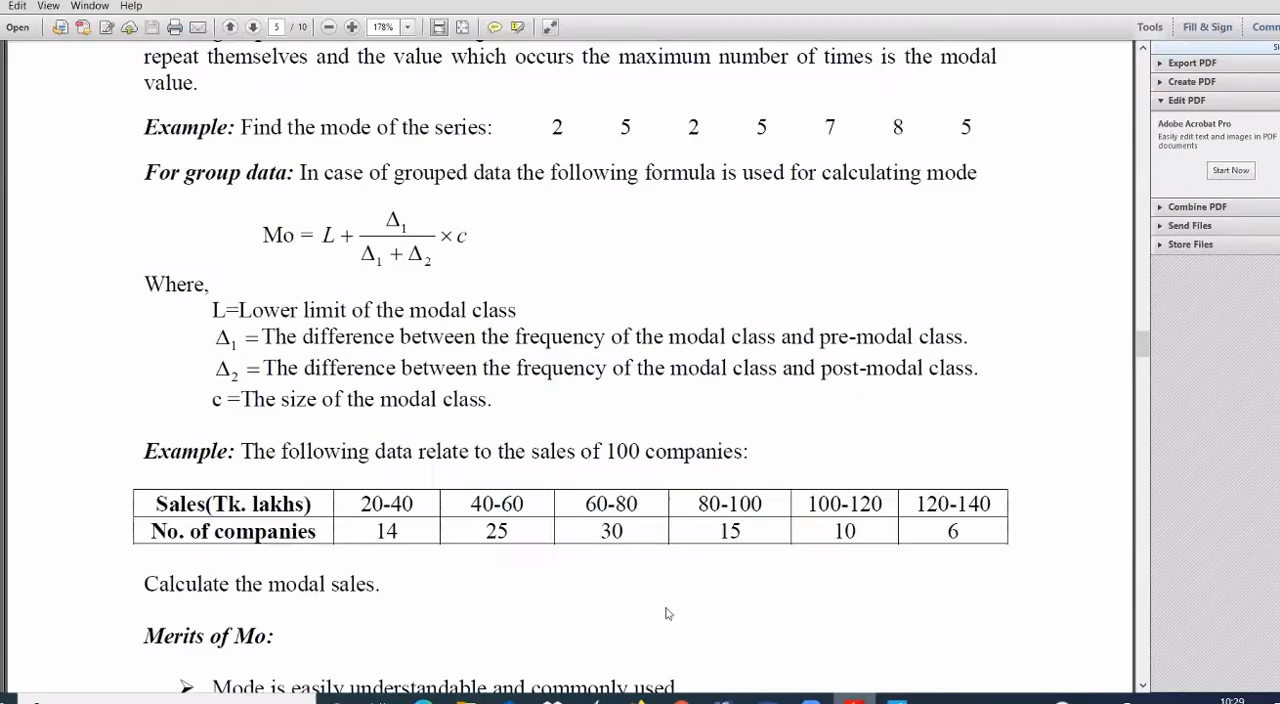 Edit View Window Help
Open 5 / 10 178% Tools Fill & Sign
repeat themselves and the value which occurs the maximum number of times is the modal
value.
Example: Find the mode of the series: 2 5 2 5 7 8 5
For group data: In case of grouped data the following formula is used for calculating mode
Mo = L + Δ1 / (Δ1 + Δ2) × c
Where,
L=Lower limit of the modal class
Δ1 =The difference between the frequency of the modal class and pre-modal class.
Δ2 =The difference between the frequency of the modal class and post-modal class.
c =The size of the modal class.
Example: The following data relate to the sales of 100 companies:
Sales(Tk. lakhs) 20-40 40-60 60-80 80-100 100-120 120-140
No. of companies 14 25 30 15 10 6
Calculate the modal sales.
Merits of Mo:
➢ Mode is easily understandable and commonly used
Export PDF
Create PDF
Edit PDF
Adobe Acrobat Pro
Easily edit text and images in PDF
documents
Start Now
Combine PDF
Send Files
Store Files
10:29